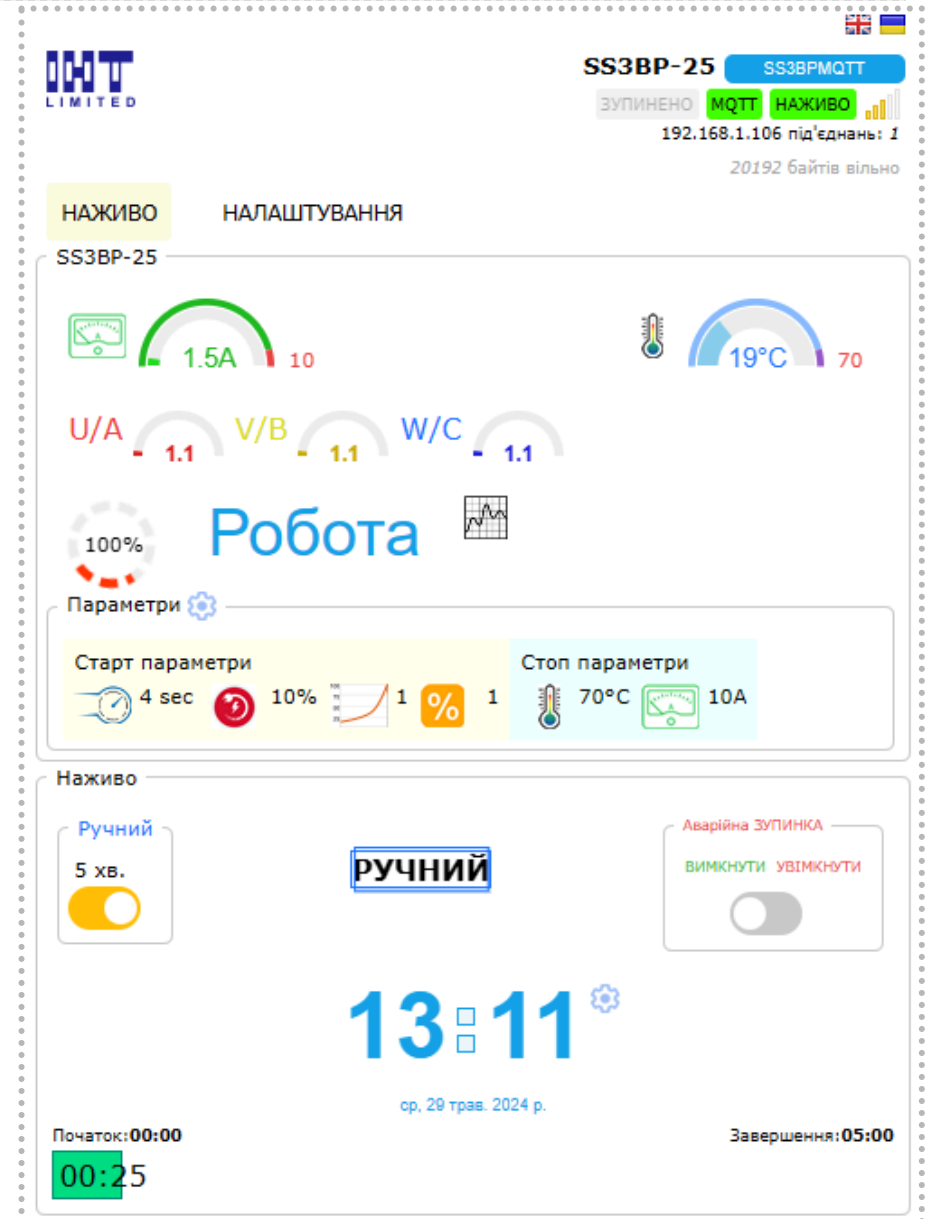 IHT
LIMITED
SS3BP-25 SS3BPMQTT
ЗУПИНЕНО MQTT НАЖИВО
192.168.1.106 під'єднань: 1
20192 байтів вільно
НАЖИВО НАЛАШТУВАННЯ
SS3BP-25
1.5A 10 19°C 70
U/A 1.1 V/B 1.1 W/C 1.1
100% Робота
Параметри
Старт параметри Стоп параметри
4 sec 10% 1 % 1 70°C 10A
Наживо
Ручний Аварійна ЗУПИНКА
5 хв. РУЧНИЙ ВИМКНУТИ УВІМКНУТИ
13:11
ср, 29 трав. 2024 р.
Початок:00:00 Завершення:05:00
00:25